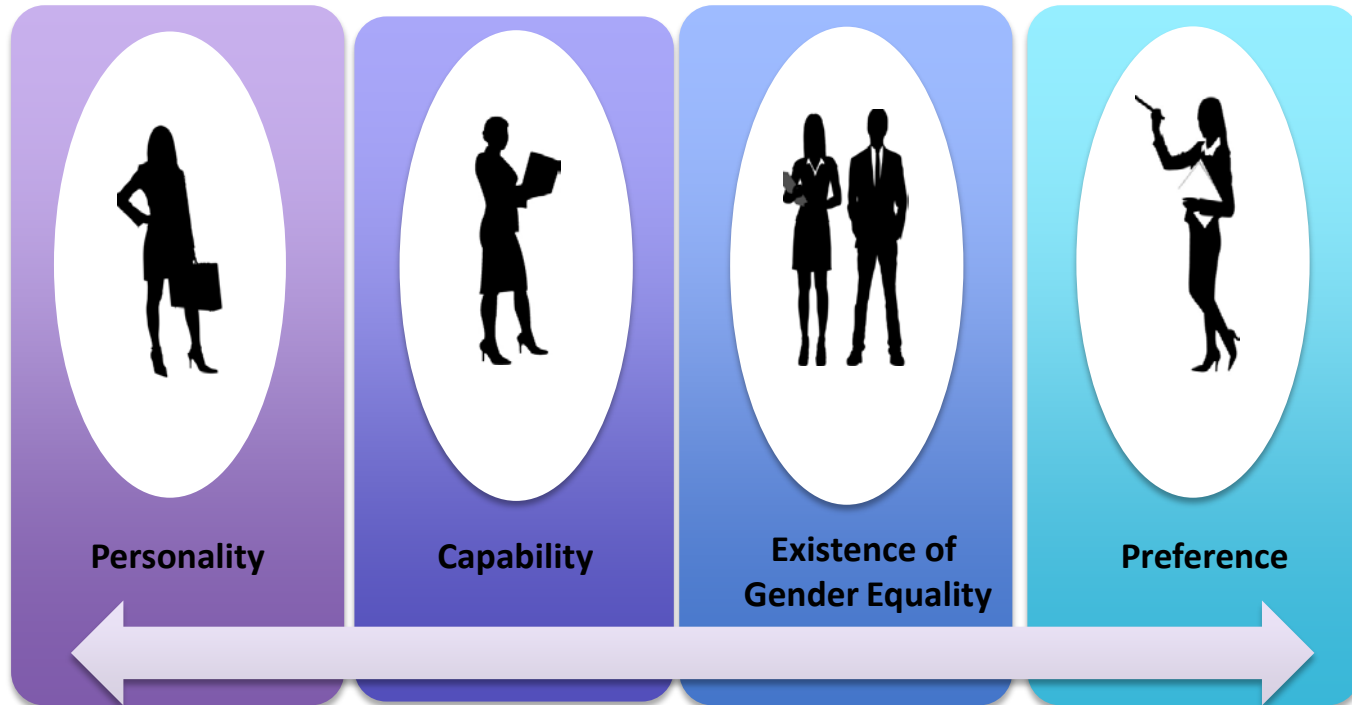 Personality
Capability
Existence of
Gender Equality
Preference